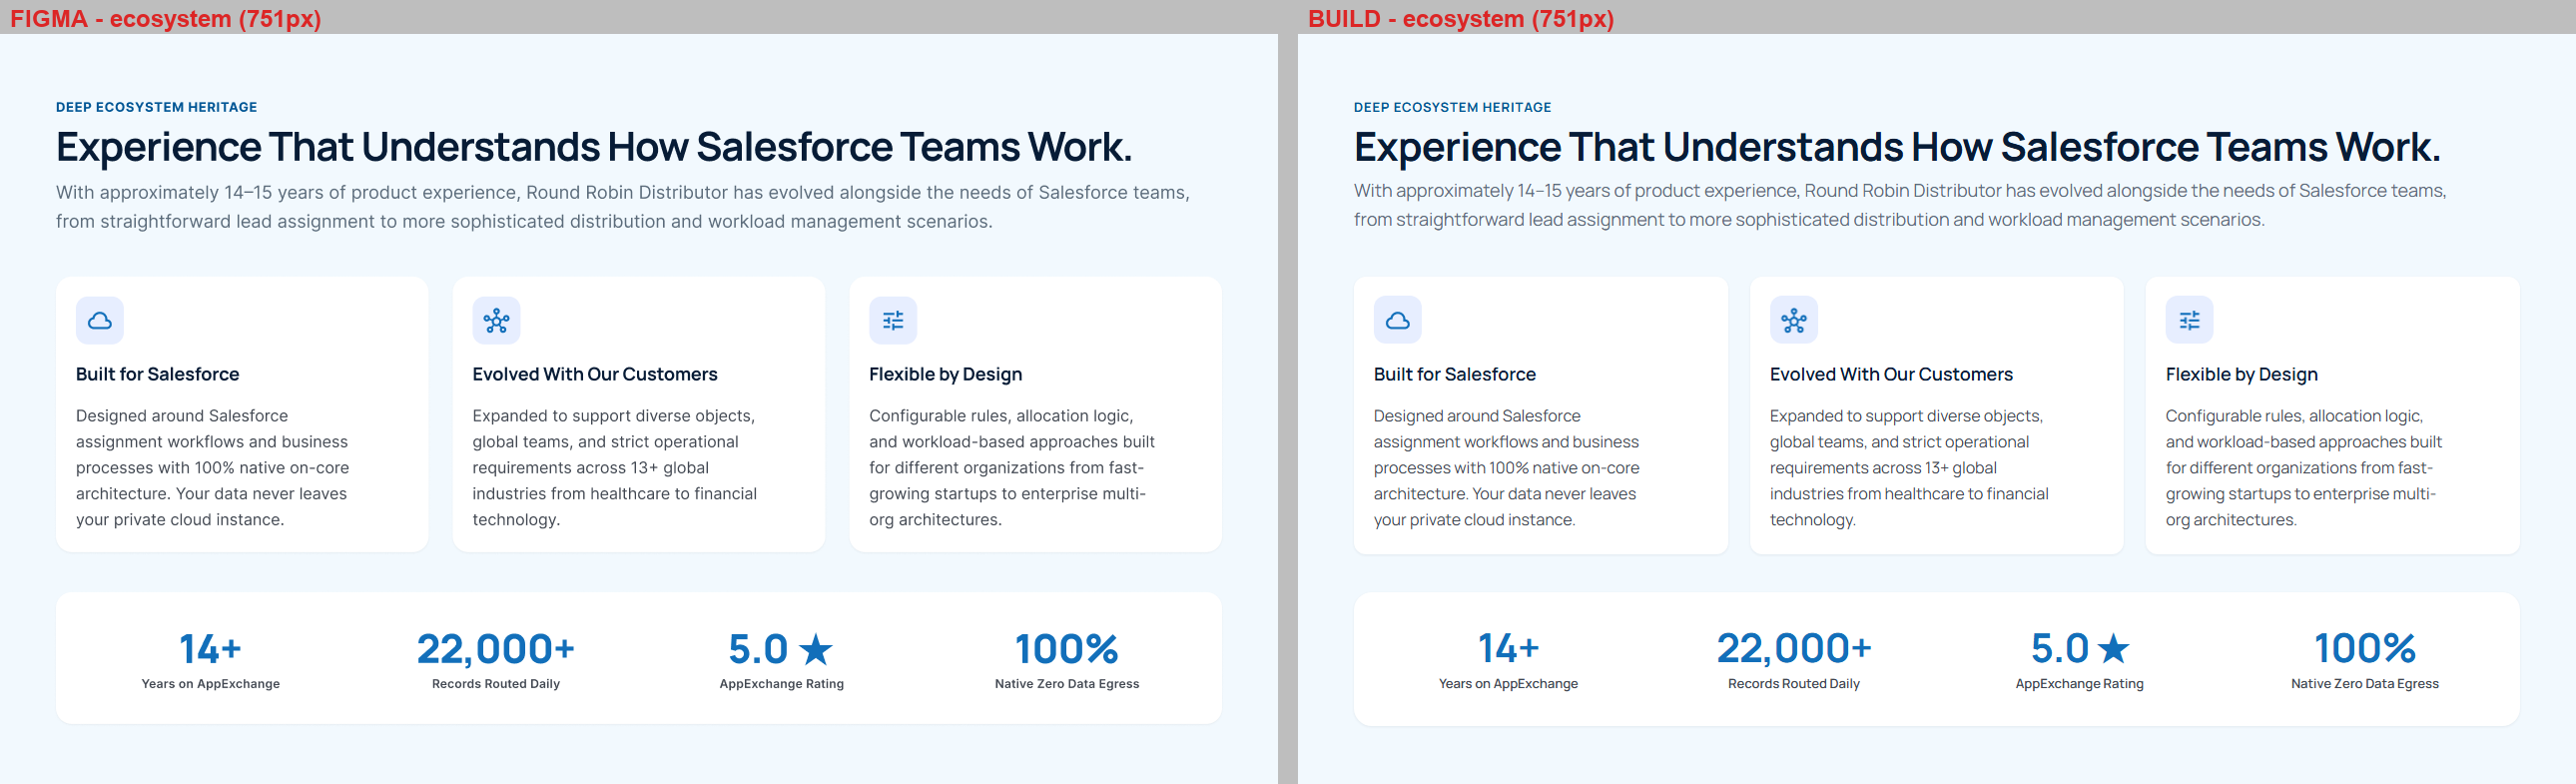 FIGMA - ecosystem (751px)
DEEP ECOSYSTEM HERITAGE
Experience That Understands How Salesforce Teams Work.
With approximately 14–15 years of product experience, Round Robin Distributor has evolved alongside the needs of Salesforce teams,
from straightforward lead assignment to more sophisticated distribution and workload management scenarios.
Built for Salesforce
Designed around Salesforce
assignment workflows and business
processes with 100% native on-core
architecture. Your data never leaves
your private cloud instance.
Evolved With Our Customers
Expanded to support diverse objects,
global teams, and strict operational
requirements across 13+ global
industries from healthcare to financial
technology.
Flexible by Design
Configurable rules, allocation logic,
and workload-based approaches built
for different organizations from fast-
growing startups to enterprise multi-
org architectures.
14+
Years on AppExchange
22,000+
Records Routed Daily
5.0 ★
AppExchange Rating
100%
Native Zero Data Egress
BUILD - ecosystem (751px)
DEEP ECOSYSTEM HERITAGE
Experience That Understands How Salesforce Teams Work.
With approximately 14–15 years of product experience, Round Robin Distributor has evolved alongside the needs of Salesforce teams,
from straightforward lead assignment to more sophisticated distribution and workload management scenarios.
Built for Salesforce
Designed around Salesforce
assignment workflows and business
processes with 100% native on-core
architecture. Your data never leaves
your private cloud instance.
Evolved With Our Customers
Expanded to support diverse objects,
global teams, and strict operational
requirements across 13+ global
industries from healthcare to financial
technology.
Flexible by Design
Configurable rules, allocation logic,
and workload-based approaches built
for different organizations from fast-
growing startups to enterprise multi-
org architectures.
14+
Years on AppExchange
22,000+
Records Routed Daily
5.0 ★
AppExchange Rating
100%
Native Zero Data Egress